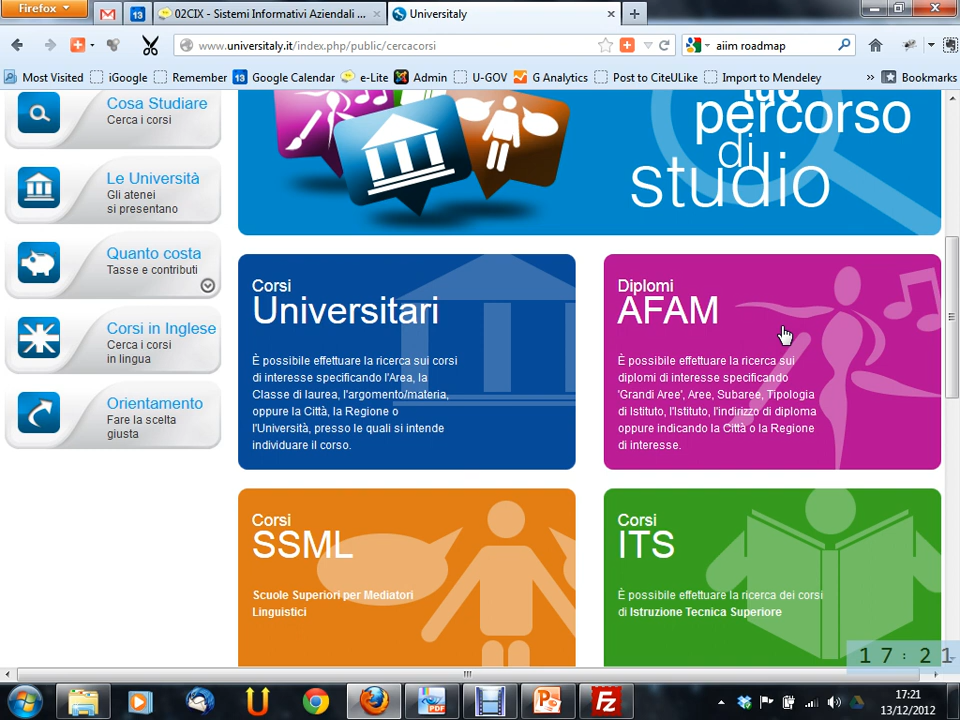 Firefox
13
02CIX - Sistemi Informativi Aziendali ...
Universitaly
www.universitaly.it/index.php/public/cercacorsi
aiim roadmap
Most Visited
iGoogle
Remember
13
Google Calendar
e-Lite
Admin
U-GOV
G Analytics
Post to CiteULike
Import to Mendeley
»
Bookmarks
Cosa Studiare
Cerca i corsi
Le Università
Gli atenei
si presentano
Quanto costa
Tasse e contributi
Corsi in Inglese
Cerca i corsi
in lingua
Orientamento
Fare la scelta
giusta
tuo
percorso
di
studio
Corsi
Universitari
È possibile effettuare la ricerca sui corsi
di interesse specificando l'Area, la
Classe di laurea, l'argomento/materia,
oppure la Città, la Regione o
l'Università, presso le quali si intende
individuare il corso.
Diplomi
AFAM
È possibile effettuare la ricerca sui
diplomi di interesse specificando
'Grandi Aree', Aree, Subaree, Tipologia
di Istituto, l'Istituto, l'indirizzo di diploma
oppure indicando la Città o la Regione
di interesse.
Corsi
SSML
Scuole Superiori per Mediatori
Linguistici
Corsi
ITS
È possibile effettuare la ricerca dei corsi
di Istruzione Tecnica Superiore
17:21
17:21
13/12/2012